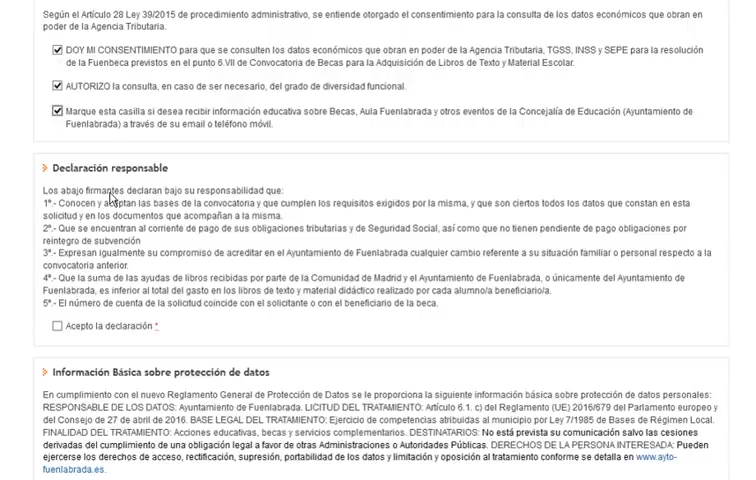 Según el Artículo 28 Ley 39/2015 de procedimiento administrativo, se entiende otorgado el consentimiento para la consulta de los datos económicos que obran en
poder de la Agencia Tributaria.
DOY MI CONSENTIMIENTO para que se consulten los datos económicos que obran en poder de la Agencia Tributaria, TGSS, INSS y SEPE para la resolución
de la Fuenbeca previstos en el punto 6.VII de Convocatoria de Becas para la Adquisición de Libros de Texto y Material Escolar.
AUTORIZO la consulta, en caso de ser necesario, del grado de diversidad funcional.
Marque esta casilla si desea recibir información educativa sobre Becas, Aula Fuenlabrada y otros eventos de la Concejalía de Educación (Ayuntamiento de
Fuenlabrada) a través de su email o teléfono móvil.
Declaración responsable
Los abajo firmantes declaran bajo su responsabilidad que:
1ª.- Conocen y aceptan las bases de la convocatoria y que cumplen los requisitos exigidos por la misma, y que son ciertos todos los datos que constan en esta
solicitud y en los documentos que acompañan a la misma.
2ª.- Que se encuentran al corriente de pago de sus obligaciones tributarias y de Seguridad Social, así como que no tienen pendiente de pago obligaciones por
reintegro de subvención
3ª.- Expresan igualmente su compromiso de acreditar en el Ayuntamiento de Fuenlabrada cualquier cambio referente a su situación familiar o personal respecto a la
convocatoria anterior.
4ª.- Que la suma de las ayudas de libros recibidas por parte de la Comunidad de Madrid y el Ayuntamiento de Fuenlabrada, o únicamente del Ayuntamiento de
Fuenlabrada, es inferior al total del gasto en los libros de texto y material didáctico realizado por cada alumno/a beneficiario/a.
5ª.- El número de cuenta de la solicitud coincide con el solicitante o con el beneficiario de la beca.
Acepto la declaración *
Información Básica sobre protección de datos
En cumplimiento con el nuevo Reglamento General de Protección de Datos se le proporciona la siguiente información básica sobre protección de datos personales:
RESPONSABLE DE LOS DATOS: Ayuntamiento de Fuenlabrada. LICITUD DEL TRATAMIENTO: Artículo 6.1. c) del Reglamento (UE) 2016/679 del Parlamento europeo y
del Consejo de 27 de abril de 2016. BASE LEGAL DEL TRATAMIENTO: Ejercicio de competencias atribuidas al municipio por Ley 7/1985 de Bases de Régimen Local.
FINALIDAD DEL TRATAMIENTO: Acciones educativas, becas y servicios complementarios. DESTINATARIOS: No está prevista su comunicación salvo las cesiones
derivadas del cumplimiento de una obligación legal a favor de otras Administraciones o Autoridades Públicas. DERECHOS DE LA PERSONA INTERESADA: Pueden
ejercerse los derechos de acceso, rectificación, supresión, portabilidad de los datos y limitación y oposición al tratamiento conforme se detalla en www.ayto-
fuenlabrada.es.